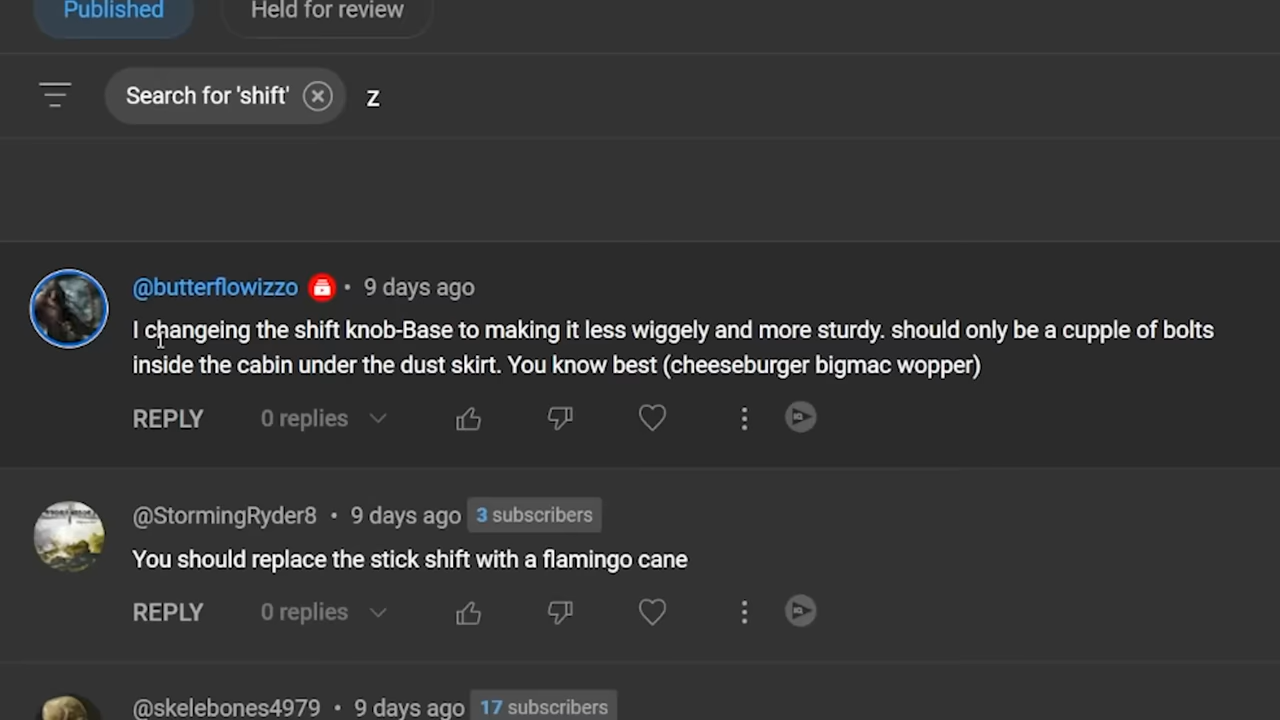 Published Held for review
Search for 'shift' z
@butterflowizzo • 9 days ago
I changeing the shift knob-Base to making it less wiggely and more sturdy. should only be a cupple of bolts
inside the cabin under the dust skirt. You know best (cheeseburger bigmac wopper)
REPLY 0 replies
@StormingRyder8 • 9 days ago 3 subscribers
You should replace the stick shift with a flamingo cane
REPLY 0 replies
@skelebones4979 • 9 days ago 17 subscribers